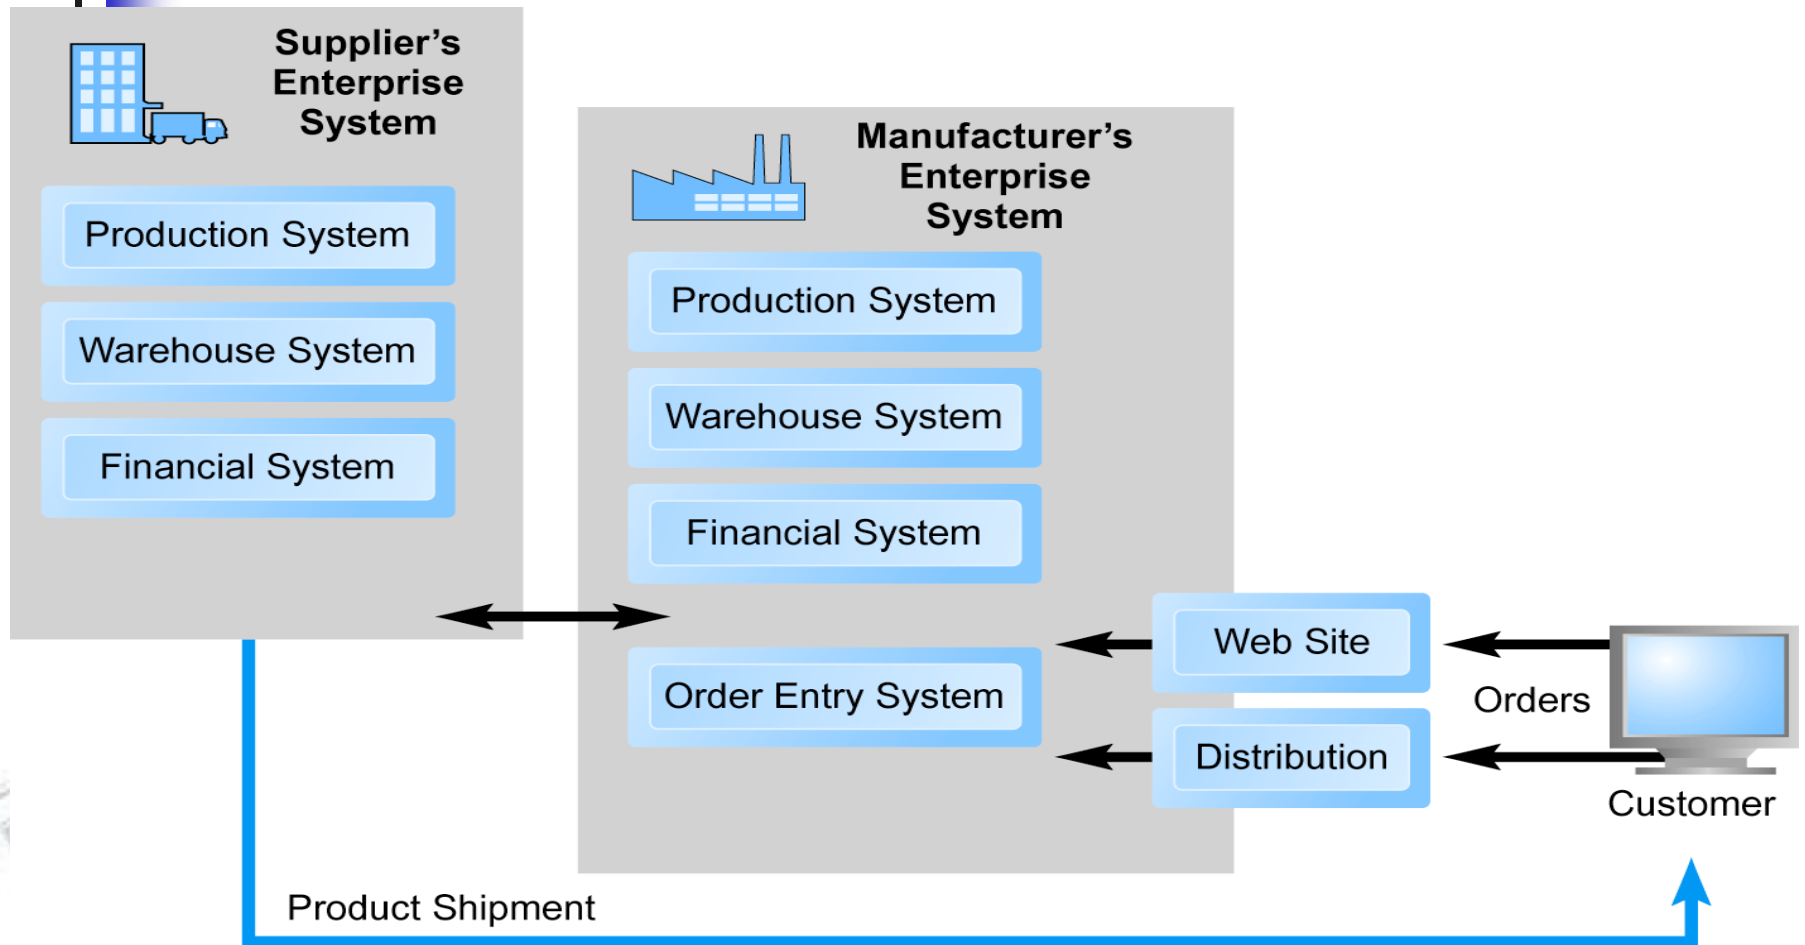 Supplier’s
Enterprise
System
Production System
Warehouse System
Financial System
Manufacturer’s
Enterprise
System
Production System
Warehouse System
Financial System
Order Entry System
Web Site
Distribution
Orders
Customer
Product Shipment